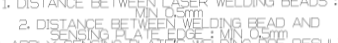 1. DISTANCE BETWEEN LASER WELDING BEADS :
MIN 0.5mm
2. DISTANCE BETWEEN WELDING BEAD AND
SENSING PLATE EDGE : MIN 0.5mm